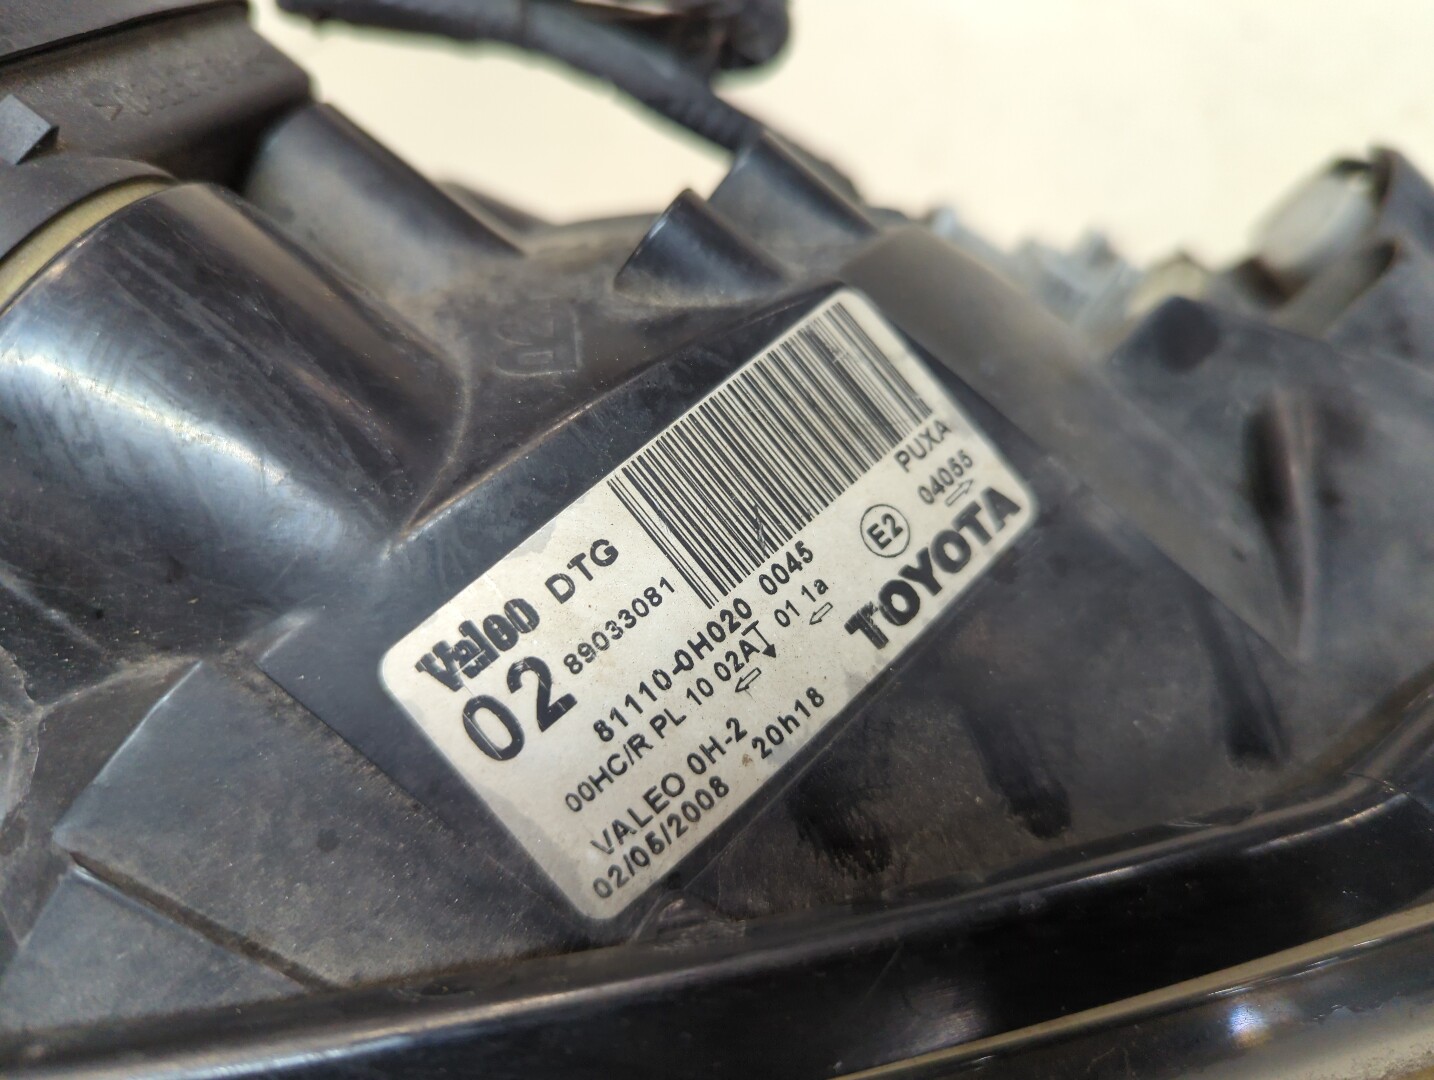 R
Valeo DTG
02 89033081
81110-0H020 0045
00HC/R PL 10 02A 01 1a
VALEO 0H-2
02/05/2008 20h18
PUXA
E2 04055
TOYOTA